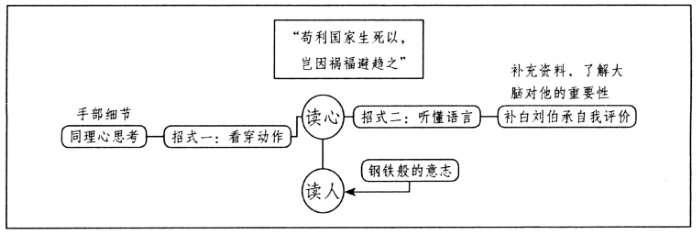 “苟利国家生死以，
岂因祸福避趋之”
补充资料、了解大
脑对他的重要性
手部细节
同理心思考
招式一：看穿动作
读心
招式二：听懂语言
补白刘伯承自我评价
钢铁般的意志
读人